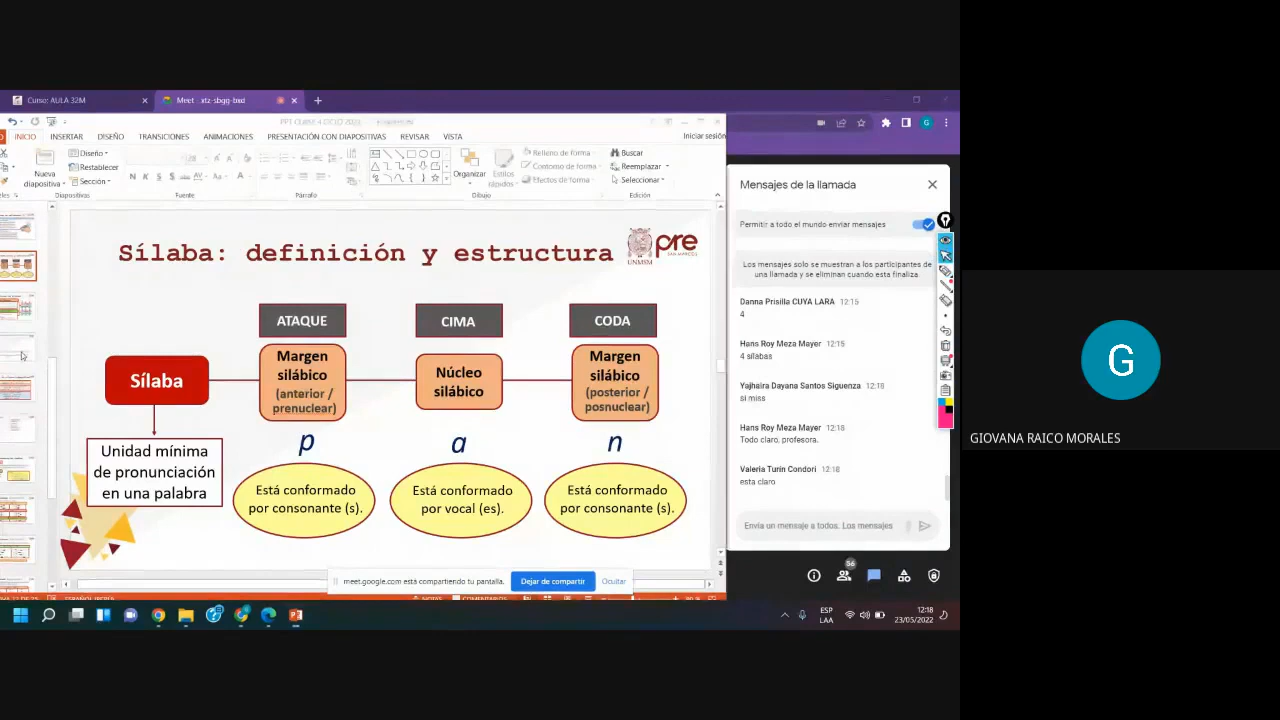 Curso: AULA 32M
Meet
INICIO
INSERTAR
DISEÑO
TRANSICIONES
ANIMACIONES
PRESENTACIÓN CON DIAPOSITIVAS
REVISAR
VISTA
Iniciar sesión
Nueva
diapositiva
Diseño
Restablecer
Sección
Diapositivas
Fuente
Párrafo
Organizar
Estilos
rápidos
Relleno de forma
Contorno de forma
Efectos de forma
Dibujo
Buscar
Reemplazar
Seleccionar
Edición
Sílaba: definición y estructura
UNMSM
pre
SAN MARCOS
ATAQUE
CIMA
CODA
Sílaba
Margen
silábico
(anterior /
prenuclear)
Núcleo
silábico
Margen
silábico
(posterior /
posnuclear)
p
a
n
Unidad mínima
de pronunciación
en una palabra
Está conformado
por consonante (s).
Está conformado
por vocal (es).
Está conformado
por consonante (s).
meet.google.com está compartiendo tu pantalla.
Dejar de compartir
Ocultar
Mensajes de la llamada
Permitir a todo el mundo enviar mensajes
Los mensajes solo se muestran a los participantes de
una llamada y se eliminan cuando esta finaliza.
Danna Prisilla CUYA LARA 12:15
4
Hans Roy Meza Mayer 12:15
4 sílabas
Yajhaira Dayana Santos Siguenza 12:18
si miss
Hans Roy Meza Mayer 12:18
Todo claro, profesora.
Valeria Turin Condori 12:18
esta claro
Envía un mensaje a todos. Los mensajes
56
ESP
LAA
12:18
23/05/2022
G
GIOVANA RAICO MORALES